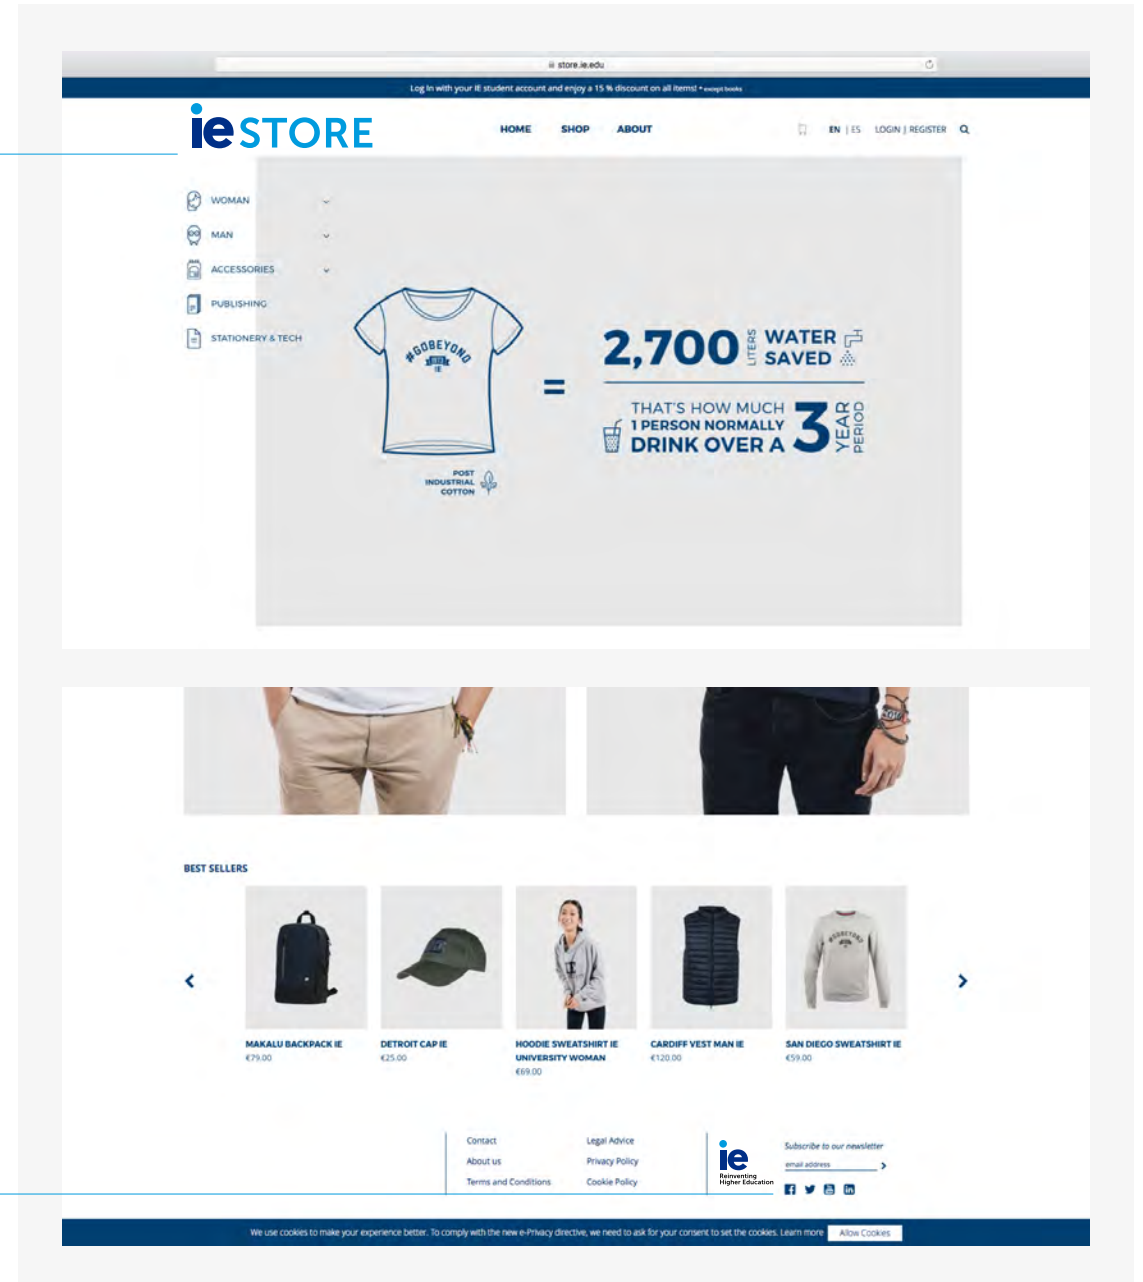 store.ie.edu
Log In with your IE student account and enjoy a 15 % discount on all items! * except books
ie STORE
HOME SHOP ABOUT
EN | ES LOGIN | REGISTER
WOMAN
MAN
ACCESSORIES
PUBLISHING
STATIONERY & TECH
#GOBEYOND
IE
POST
INDUSTRIAL
COTTON
=
2,700 LITERS
WATER
SAVED
THAT'S HOW MUCH
1 PERSON NORMALLY
DRINK OVER A
3 YEAR
PERIOD
BEST SELLERS
#GOBEYOND
MAKALU BACKPACK IE
€79.00
DETROIT CAP IE
€25.00
HOODIE SWEATSHIRT IE
UNIVERSITY WOMAN
€69.00
CARDIFF VEST MAN IE
€120.00
SAN DIEGO SWEATSHIRT IE
€59.00
Contact
About us
Terms and Conditions
Legal Advice
Privacy Policy
Cookie Policy
ie
Reinventing
Higher Education
Subscribe to our newsletter
email address
We use cookies to make your experience better. To comply with the new e-Privacy directive, we need to ask for your consent to set the cookies. Learn more Allow Cookies